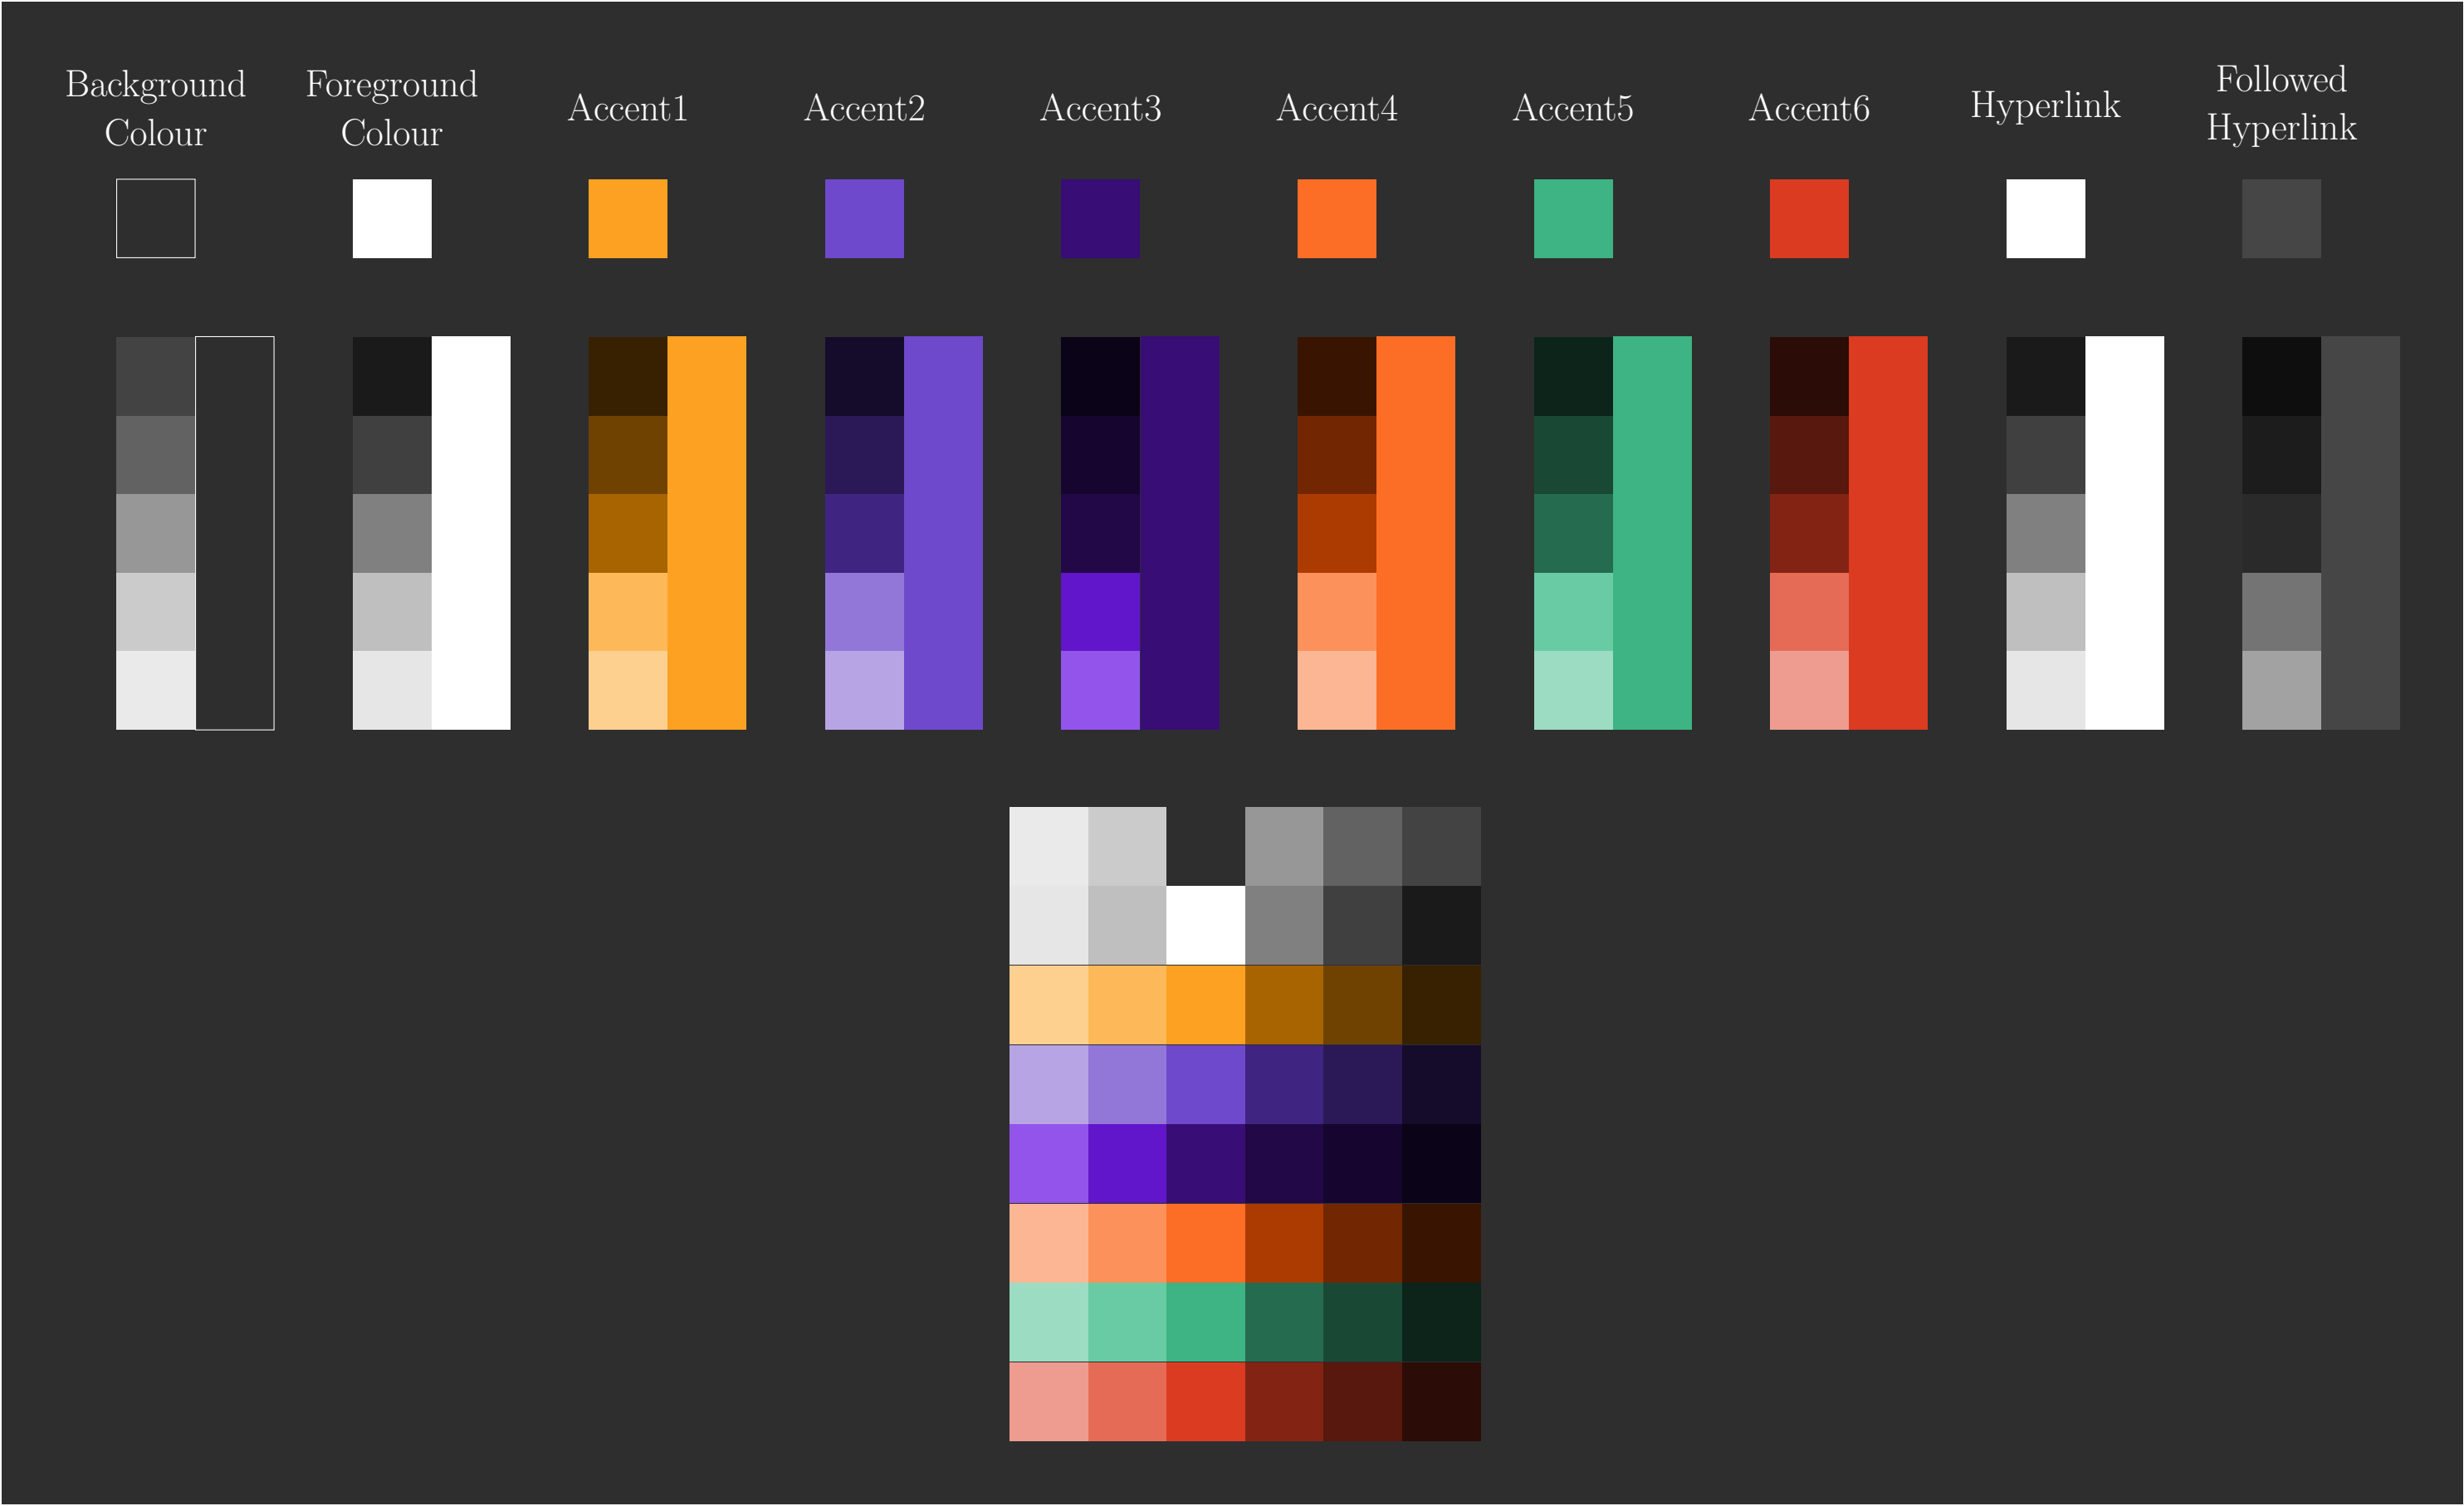 Background
Colour
Foreground
Colour
Accent1
Accent2
Accent3
Accent4
Accent5
Accent6
Hyperlink
Followed
Hyperlink